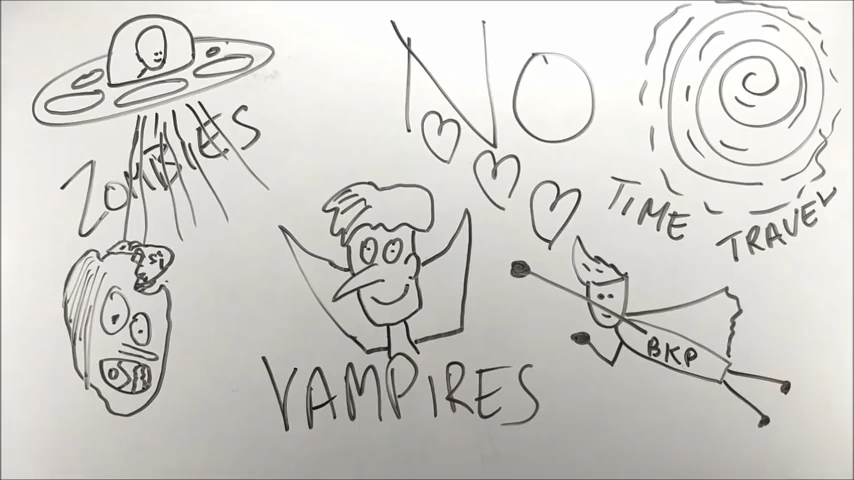 NO
ZOMBIES
TIME TRAVEL
BKP
VAMPIRES